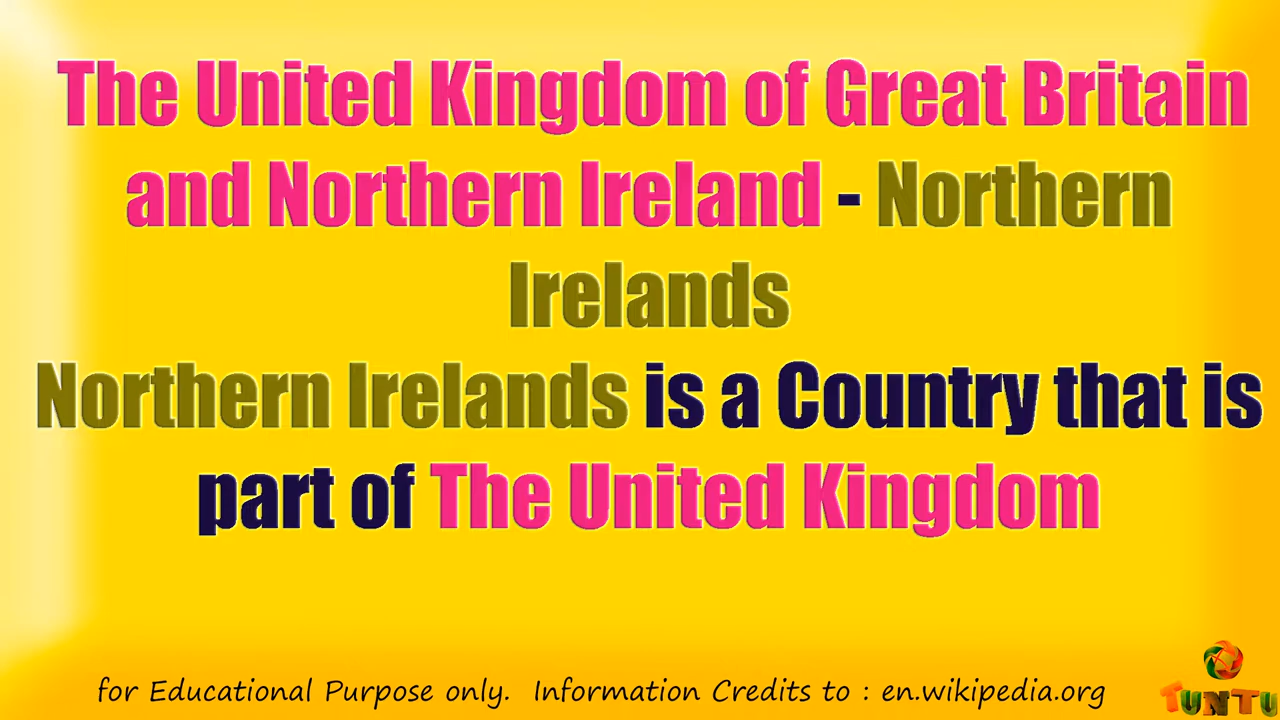 The United Kingdom of Great Britain
and Northern Ireland - Northern
Irelands
Northern Irelands is a Country that is
part of The United Kingdom
for Educational Purpose only. Information Credits to : en.wikipedia.org
TUNTU